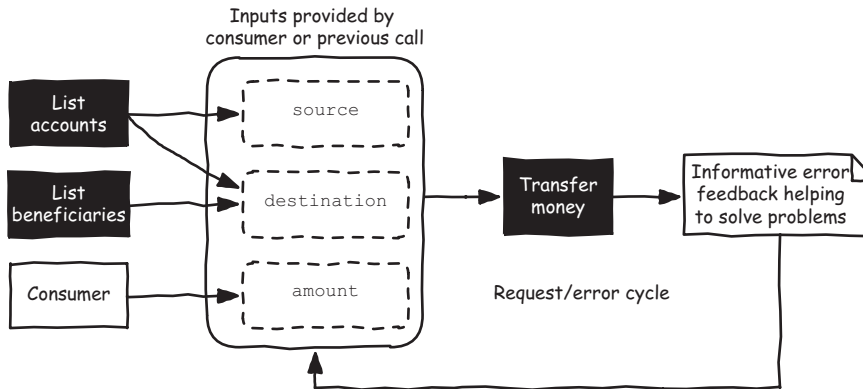 Inputs provided by
consumer or previous call
List
accounts
source
List
beneficiaries
destination
Transfer
money
Informative error
feedback helping
to solve problems
Consumer
amount
Request/error cycle